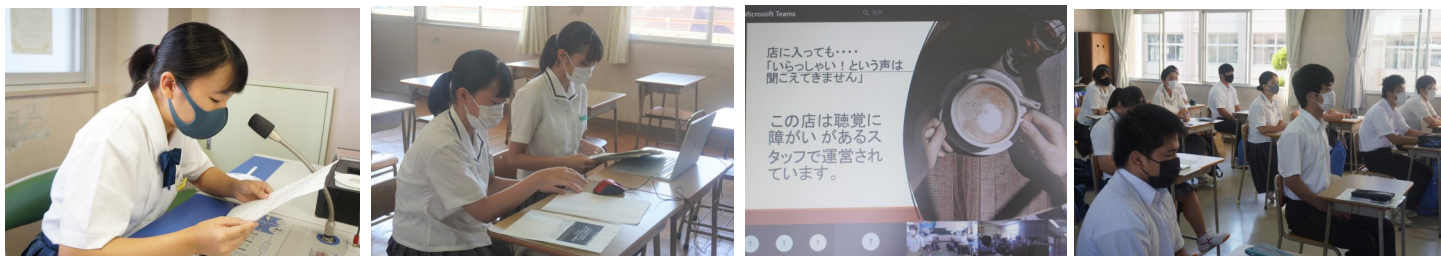 Microsoft Teams
店に入っても・・・・
「いらっしゃい！という声は
聞こえてきません」
この店は聴覚に
障がい があるス
タッフで運営され
ています。
T
T
T
T